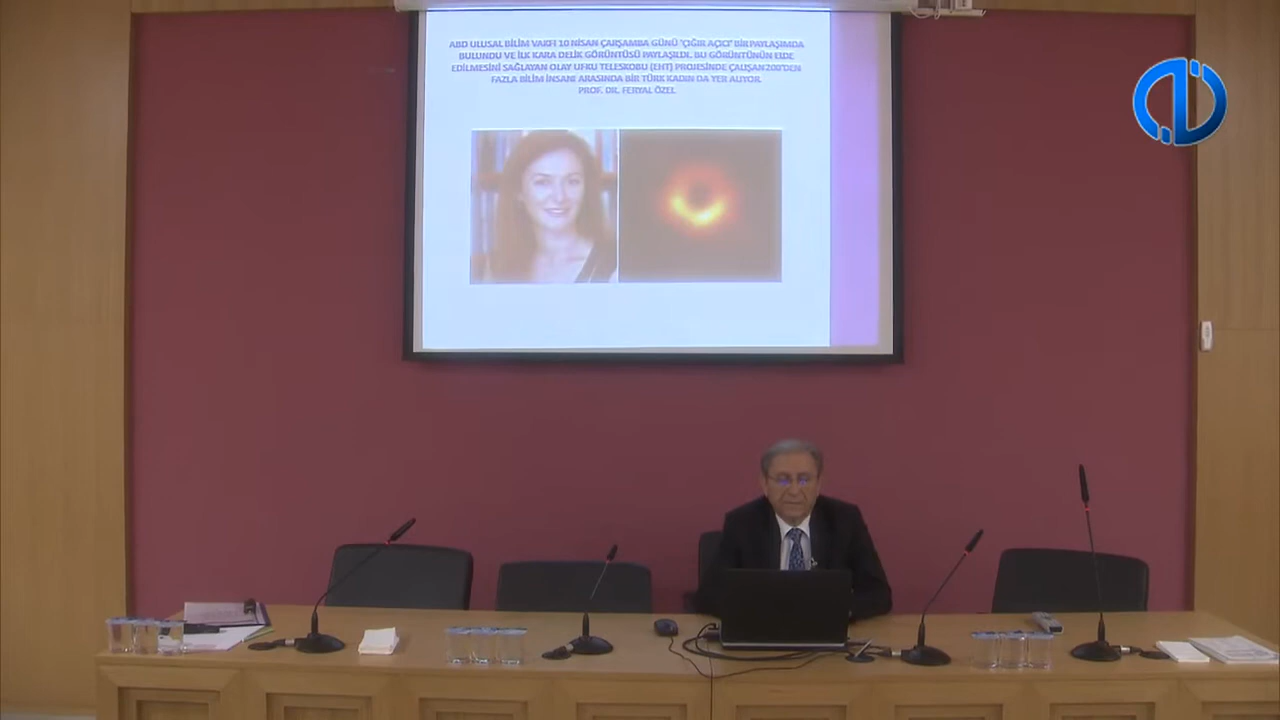 ABD ULUSAL BİLİM VAKFI 10 NİSAN ÇARŞAMBA GÜNÜ "ÇIĞIR AÇICI" BİR PAYLAŞIMDA
BULUNDU VE İLK KARA DELİK GÖRÜNTÜSÜ PAYLAŞILDI. BU GÖRÜNTÜNÜN ELDE
EDİLMESİNİ SAĞLAYAN OLAY UFKU TELESKOBU (EHT) PROJESİNDE ÇALIŞAN 200'DEN
FAZLA BİLİM İNSANI ARASINDA BİR TÜRK KADIN DA YER ALIYOR.
PROF. DR. FERYAL ÖZEL